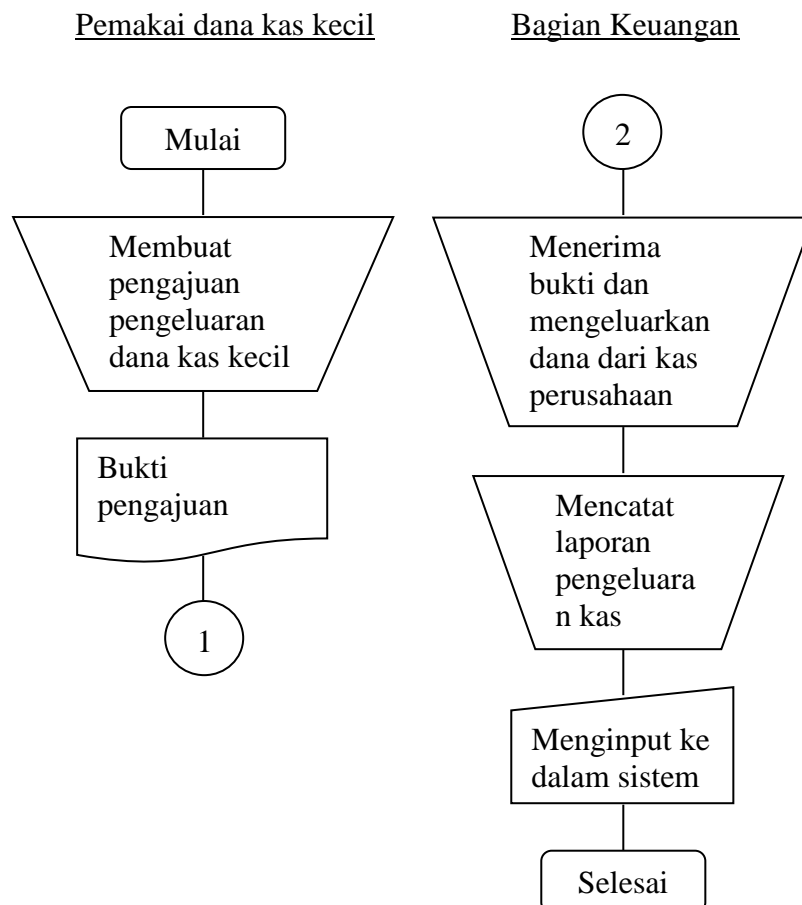 Pemakai dana kas kecil
Mulai
Membuat
pengajuan
pengeluaran
dana kas kecil
Bukti
pengajuan
1
Bagian Keuangan
2
Menerima
bukti dan
mengeluarkan
dana dari kas
perusahaan
Mencatat
laporan
pengeluara
n kas
Menginput ke
dalam sistem
Selesai